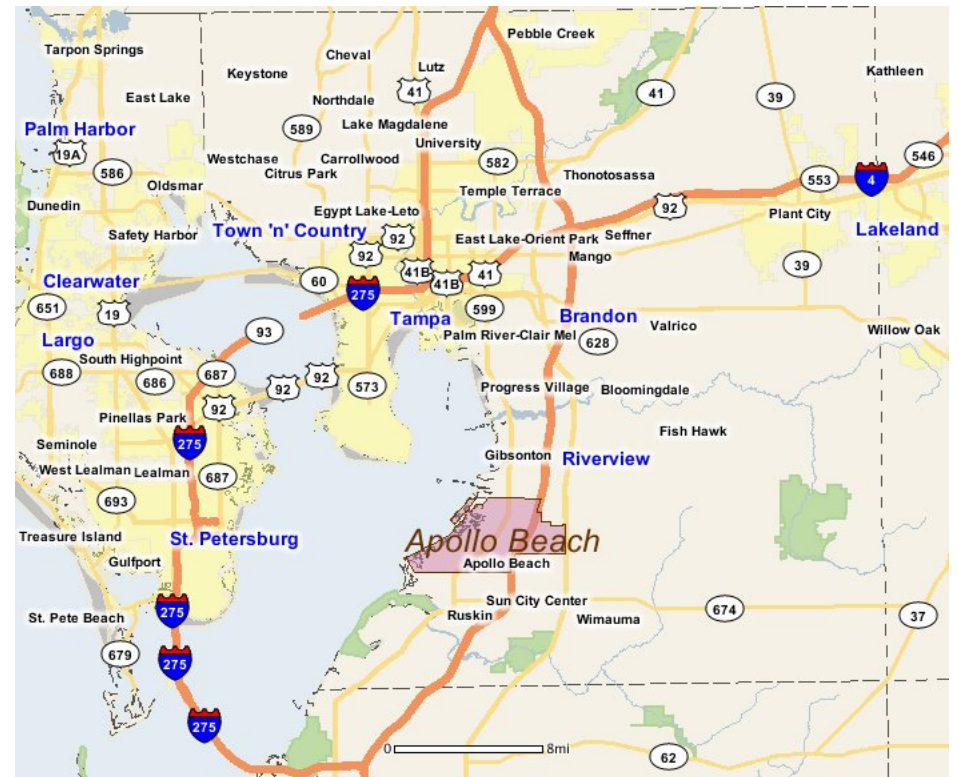 Pebble Creek
Tarpon Springs
Cheval
Lutz
Keystone
Kathleen
41
41
39
East Lake
Northdale
Palm Harbor
589
Lake Magdalene
19A
University
546
Westchase
Carrollwood
582
586
Citrus Park
Thonotosassa
553
4
Oldsmar
Temple Terrace
Dunedin
Egypt Lake-Leto
92
Plant City
Safety Harbor
Town 'n' Country
92
East Lake-Orient Park
Seffner
Lakeland
92
Mango
41B
41
39
Clearwater
60
275
41B
651
19
599
Brandon
Tampa
93
Palm River-Clair Mel
628
Valrico
Willow Oak
Largo
South Highpoint
688
686
687
92
92
573
Progress Village
Bloomingdale
92
Pinellas Park
Fish Hawk
Seminole
275
Gibsonton
Riverview
West Lealman
Lealman
687
693
Treasure Island
St. Petersburg
Apollo Beach
Gulfport
Apollo Beach
Sun City Center
St. Pete Beach
275
Ruskin
Wimauma
674
37
679
275
275
0
8mi
62